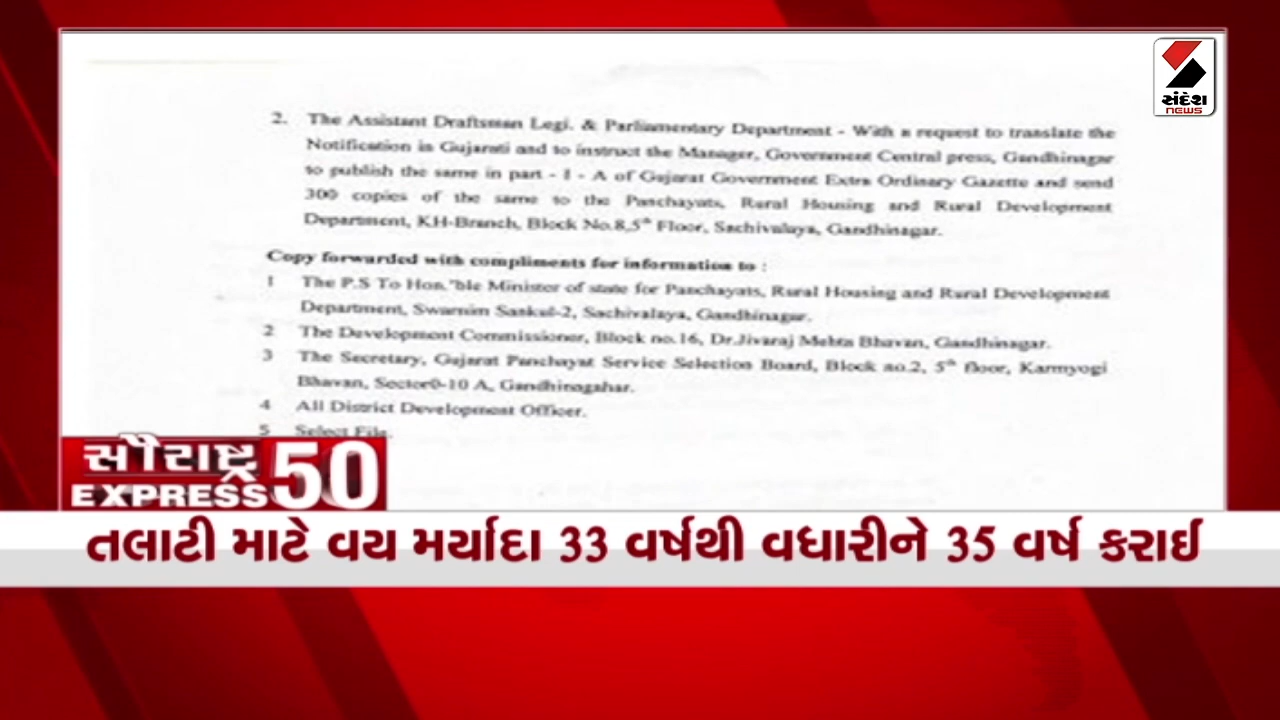 સંદેશ
NEWS
2. The Assistant Draftsman Legi. & Parliamentary Department - With a request to translate the
Notification in Gujarati and to instruct the Manager, Government Central press, Gandhinagar
to publish the same in part - I - A of Gujarat Government Extra Ordinary Gazette and send
300 copies of the same to the Panchayats, Rural Housing and Rural Development
Department, KH-Branch, Block No.8,5th Floor, Sachivalaya, Gandhinagar.
Copy forwarded with compliments for information to :
1 The P.S To Hon."ble Minister of state for Panchayats, Rural Housing and Rural Development
Department, Swarnim Sankul-2, Sachivalaya, Gandhinagar.
2 The Development Commissioner, Block no.16, Dr.Jivaraj Mehta Bhavan, Gandhinagar.
3 The Secretary, Gujarat Panchayat Service Selection Board, Block no.2, 5th floor, Karmyogi
Bhavan, Sector0-10 A, Gandhinagahar.
4 All District Development Officer.
5 Select File.
સૌરાષ્ટ્ર
EXPRESS 50
તલાટી માટે વય મર્યાદા 33 વર્ષથી વધારીને 35 વર્ષ કરાઈ